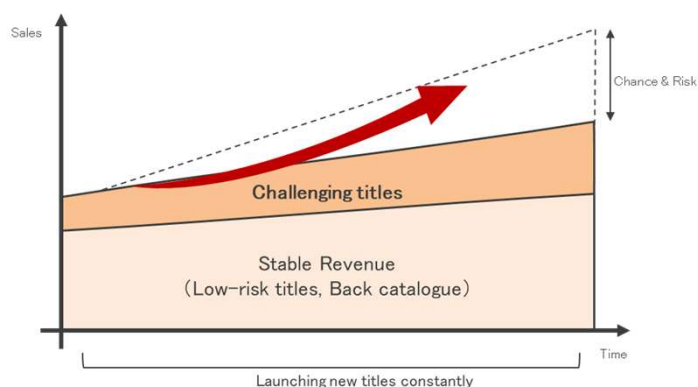 Sales
Chance & Risk
Challenging titles
Stable Revenue
(Low-risk titles, Back catalogue)
Time
Launching new titles constantly